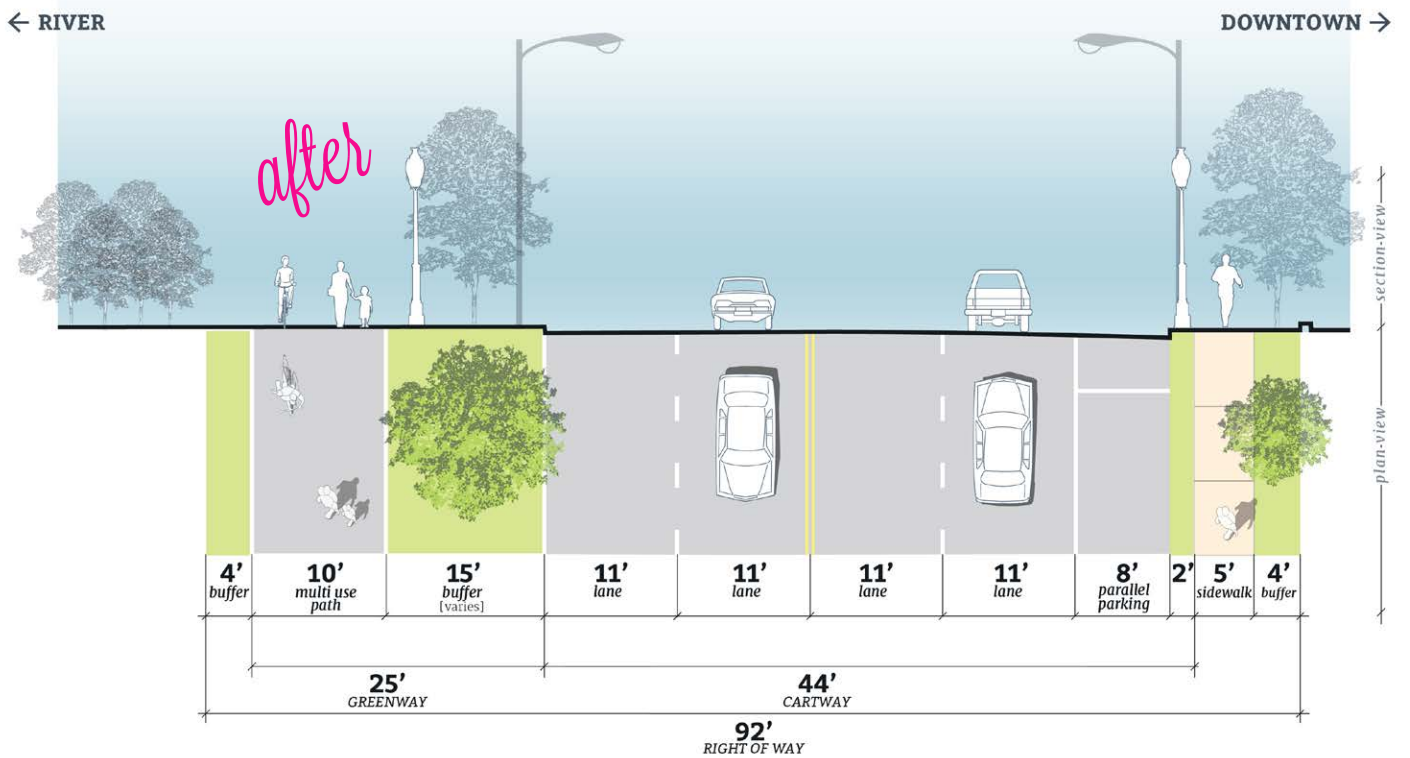 ← RIVER
DOWNTOWN →
after
section-view
plan-view
4’
buffer
10’
multi use
path
15’
buffer
[varies]
11’
lane
11’
lane
11’
lane
11’
lane
8’
parallel
parking
2’
5’
sidewalk
4’
buffer
25’
GREENWAY
44’
CARTWAY
92’
RIGHT OF WAY